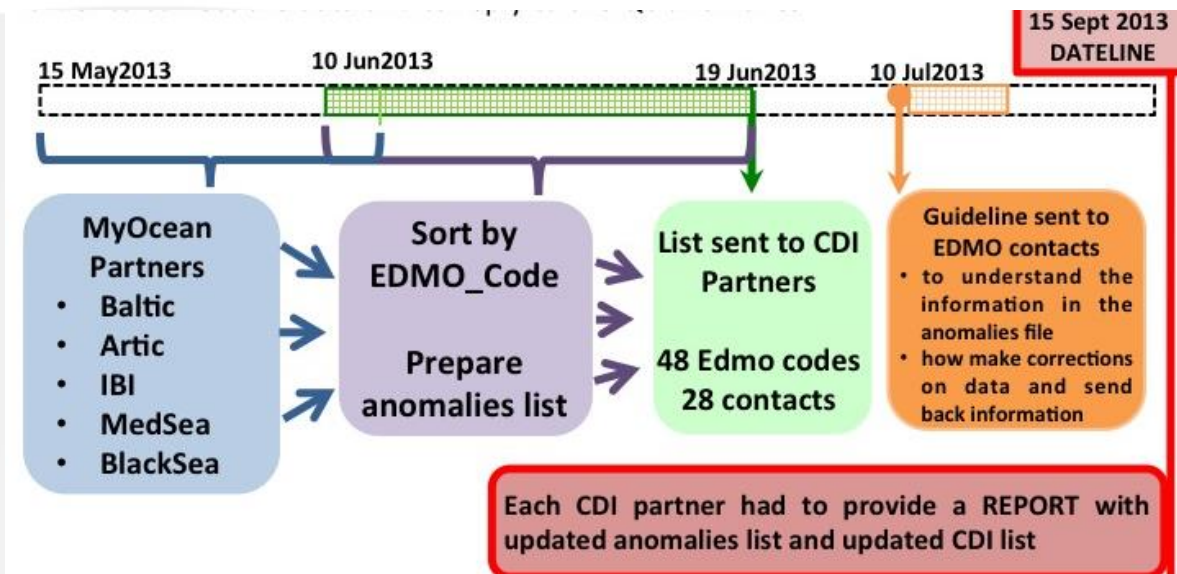 15 Sept 2013
DATELINE
15 May2013
10 Jun2013
19 Jun2013
10 Jul2013
MyOcean
Partners
• Baltic
• Artic
• IBI
• MedSea
• BlackSea
Sort by
EDMO_Code
Prepare
anomalies list
List sent to CDI
Partners
48 Edmo codes
28 contacts
Guideline sent to
EDMO contacts
• to understand the
information in the
anomalies file
• how make corrections
on data and send
back information
Each CDI partner had to provide a REPORT with
updated anomalies list and updated CDI list